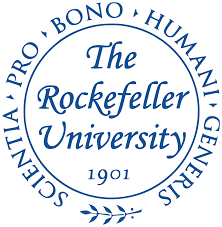 SCIENTIA • PRO • BONO • HUMANI • GENERIS
The
Rockefeller
University
1901